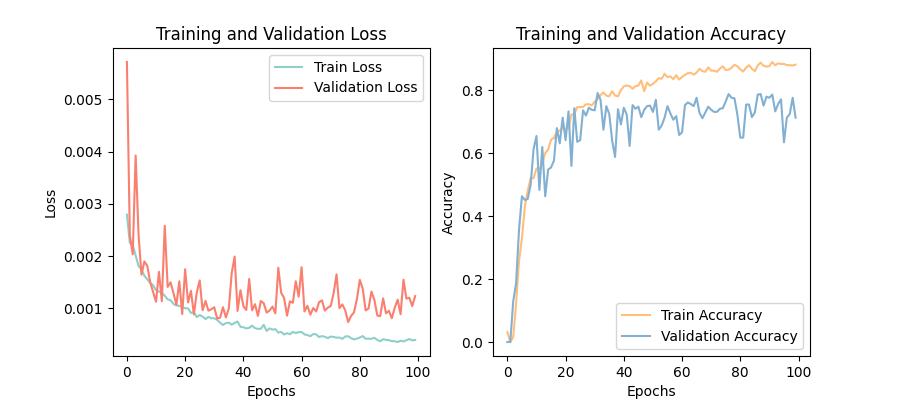 Training and Validation Loss
Train Loss
Validation Loss
0.005
0.004
0.003
0.002
0.001
Loss
0
20
40
60
80
100
Epochs
Training and Validation Accuracy
0.8
0.6
0.4
0.2
0.0
Accuracy
Train Accuracy
Validation Accuracy
0
20
40
60
80
100
Epochs